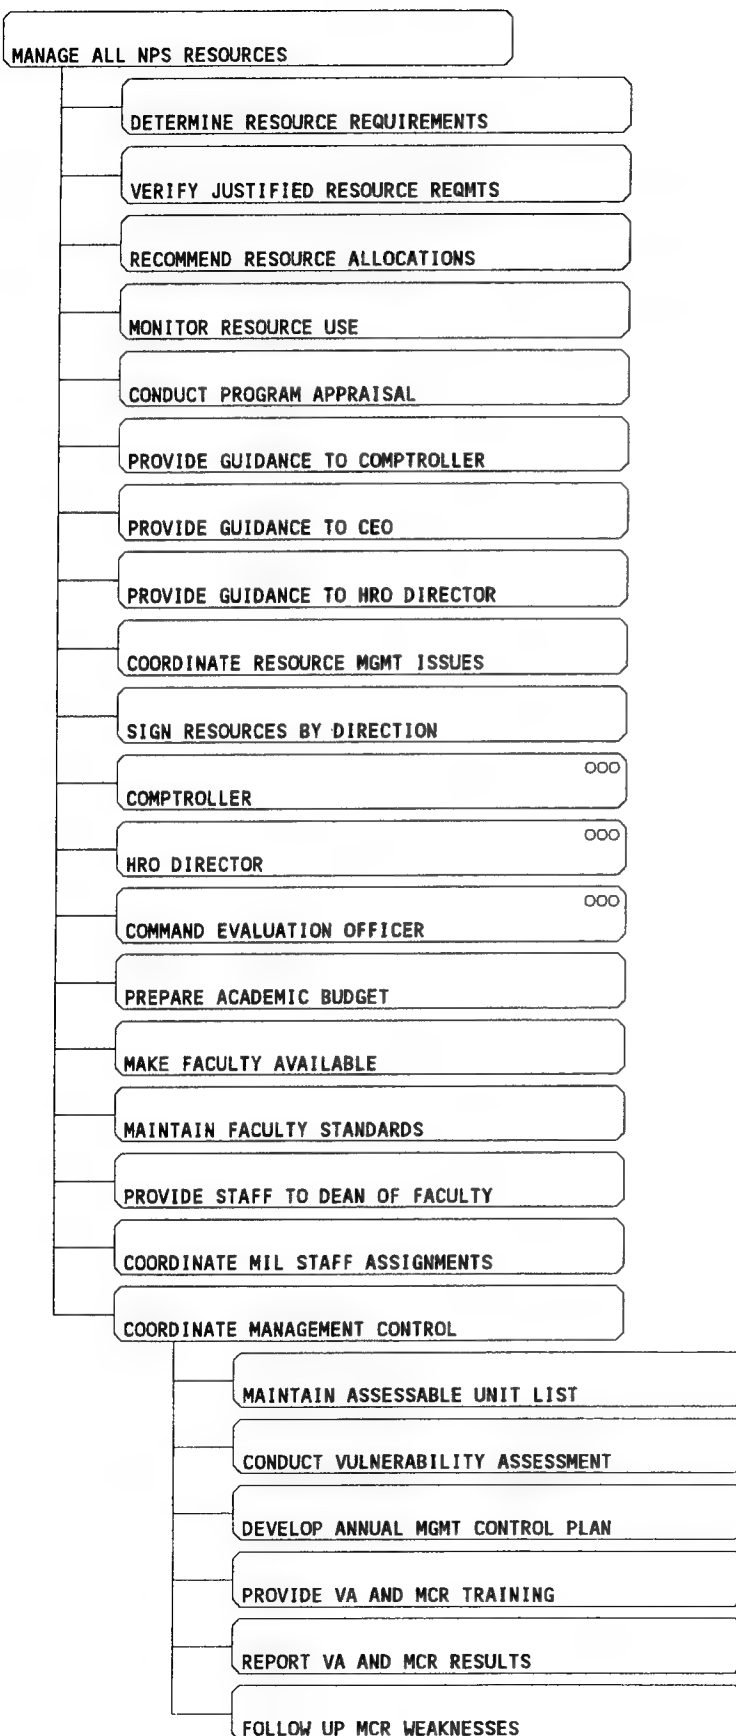 MANAGE ALL NPS RESOURCES
DETERMINE RESOURCE REQUIREMENTS
VERIFY JUSTIFIED RESOURCE REQMTS
RECOMMEND RESOURCE ALLOCATIONS
MONITOR RESOURCE USE
CONDUCT PROGRAM APPRAISAL
PROVIDE GUIDANCE TO COMPTROLLER
PROVIDE GUIDANCE TO CEO
PROVIDE GUIDANCE TO HRO DIRECTOR
COORDINATE RESOURCE MGMT ISSUES
SIGN RESOURCES BY DIRECTION
OOO
COMPTROLLER
OOO
HRO DIRECTOR
OOO
COMMAND EVALUATION OFFICER
PREPARE ACADEMIC BUDGET
MAKE FACULTY AVAILABLE
MAINTAIN FACULTY STANDARDS
PROVIDE STAFF TO DEAN OF FACULTY
COORDINATE MIL STAFF ASSIGNMENTS
COORDINATE MANAGEMENT CONTROL
MAINTAIN ASSESSABLE UNIT LIST
CONDUCT VULNERABILITY ASSESSMENT
DEVELOP ANNUAL MGMT CONTROL PLAN
PROVIDE VA AND MCR TRAINING
REPORT VA AND MCR RESULTS
FOLLOW UP MCR WEAKNESSES